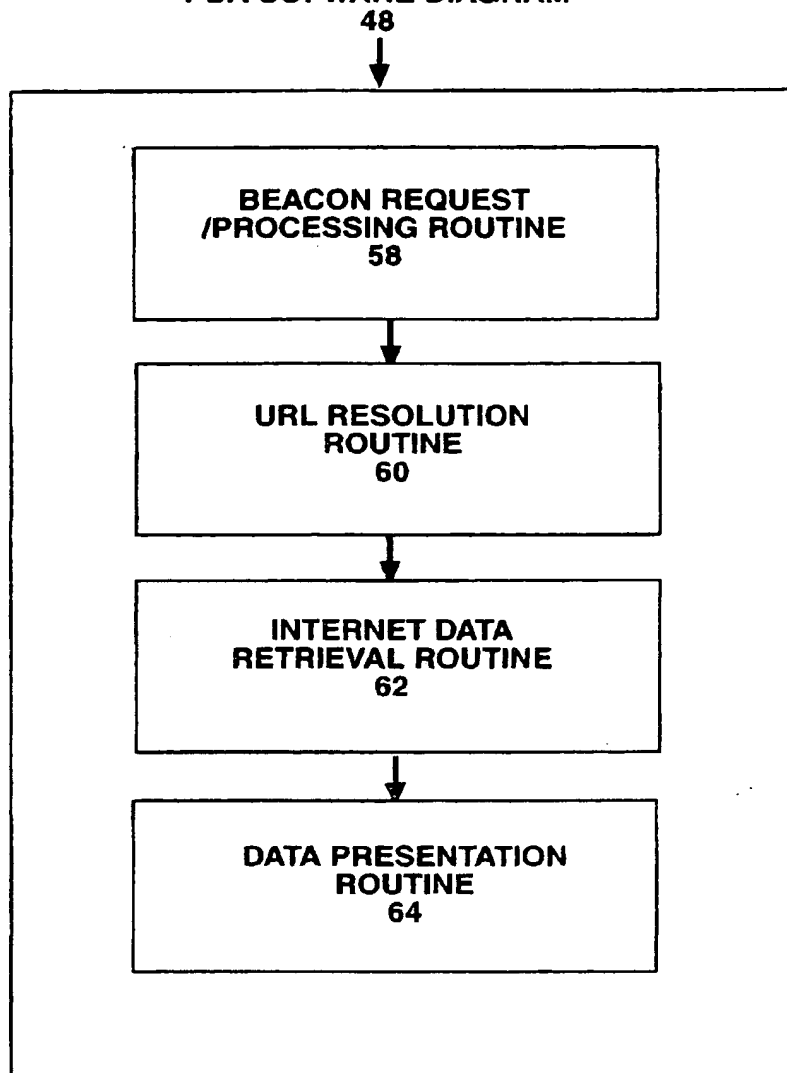 48
BEACON REQUEST
/PROCESSING ROUTINE
58
URL RESOLUTION
ROUTINE
60
INTERNET DATA
RETRIEVAL ROUTINE
62
DATA PRESENTATION
ROUTINE
64